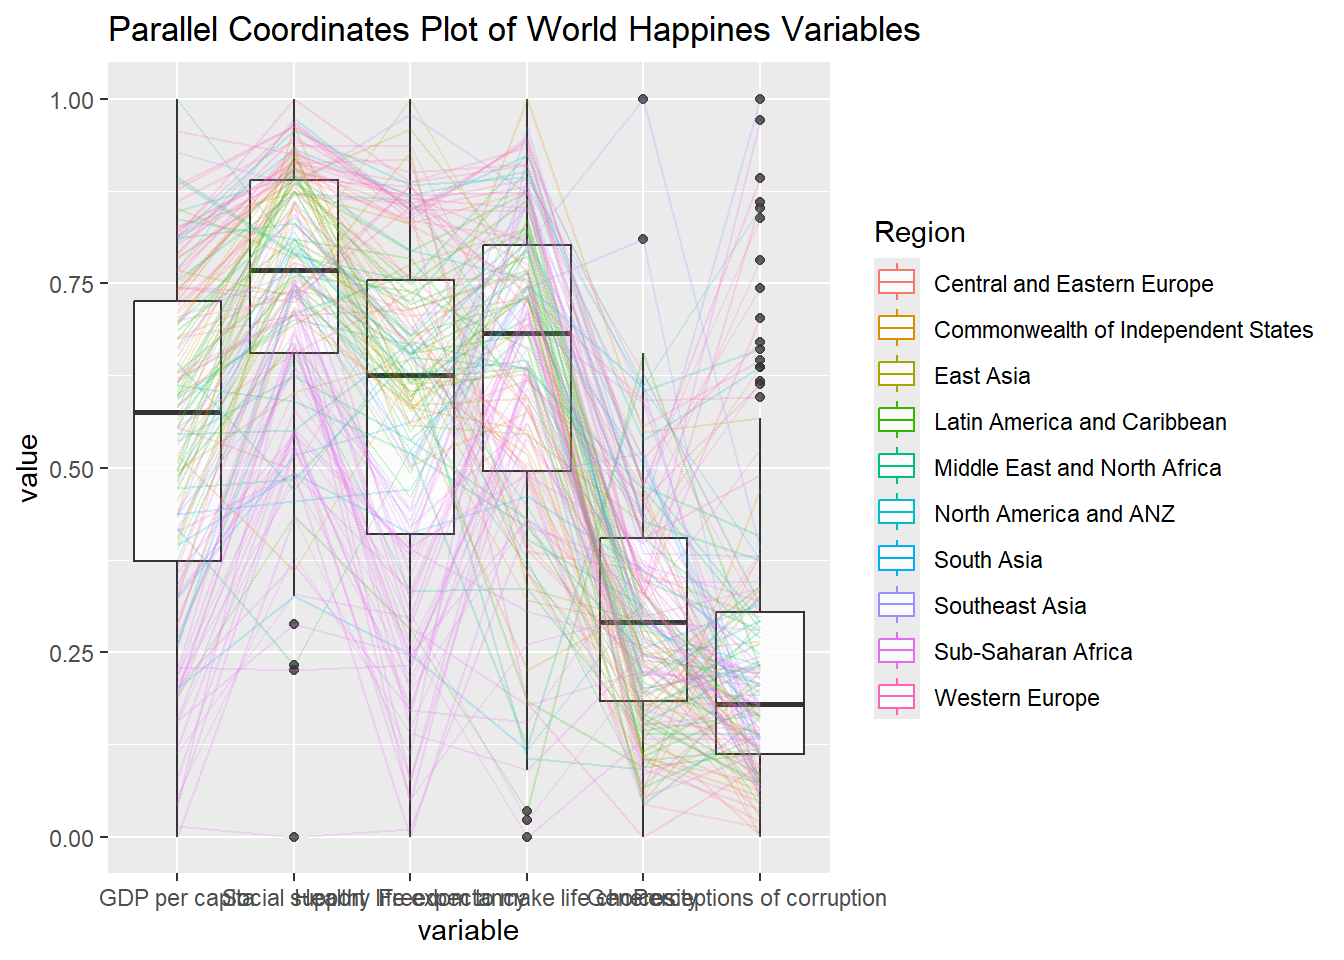 Parallel Coordinates Plot of World Happines Variables
1.00
0.75
0.50
0.25
0.00
value
GDP per capita
Social support
Healthy life expectancy
Freedom to make life choices
Generosity
Perceptions of corruption
variable
Region
Central and Eastern Europe
Commonwealth of Independent States
East Asia
Latin America and Caribbean
Middle East and North Africa
North America and ANZ
South Asia
Southeast Asia
Sub-Saharan Africa
Western Europe